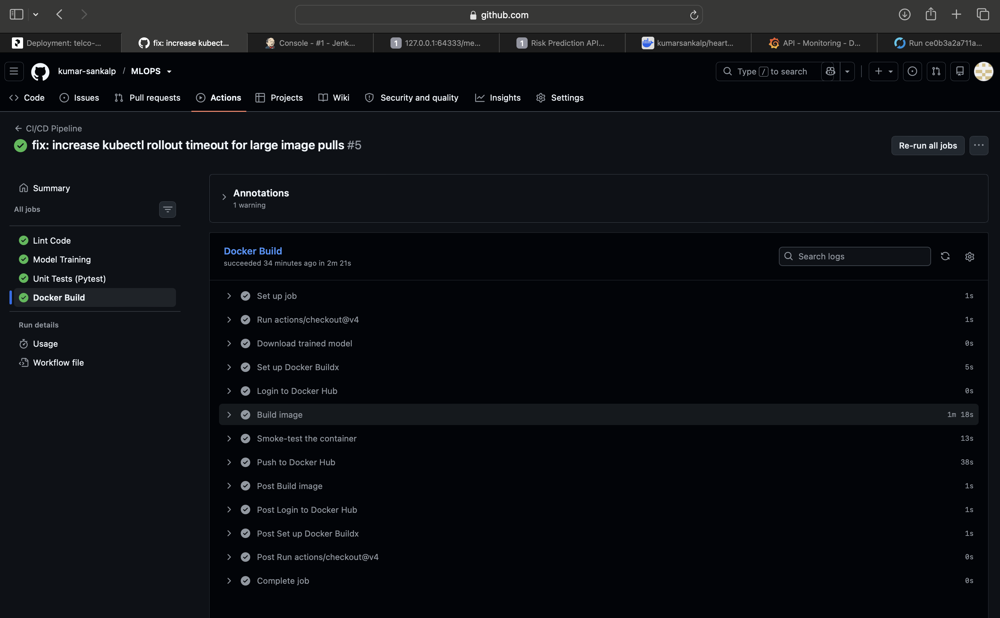 github.com
Deployment: telco-...
fix: increase kubect...
Console - #1 - Jenk...
1 127.0.0.1:64333/me...
1 Risk Prediction API...
kumarsankalp/heart...
API - Monitoring - D...
Run ce0b3a2a711a...
kumar-sankalp / MLOPS
Type / to search
Code
Issues
Pull requests
Actions
Projects
Wiki
Security and quality
Insights
Settings
CI/CD Pipeline
fix: increase kubectl rollout timeout for large image pulls #5
Re-run all jobs
Summary
All jobs
Lint Code
Model Training
Unit Tests (Pytest)
Docker Build
Run details
Usage
Workflow file
Annotations
1 warning
Docker Build
succeeded 34 minutes ago in 2m 21s
Search logs
Set up job 1s
Run actions/checkout@v4 1s
Download trained model 0s
Set up Docker Buildx 5s
Login to Docker Hub 0s
Build image 1m 18s
Smoke-test the container 13s
Push to Docker Hub 38s
Post Build image 1s
Post Login to Docker Hub 1s
Post Set up Docker Buildx 1s
Post Run actions/checkout@v4 0s
Complete job 0s